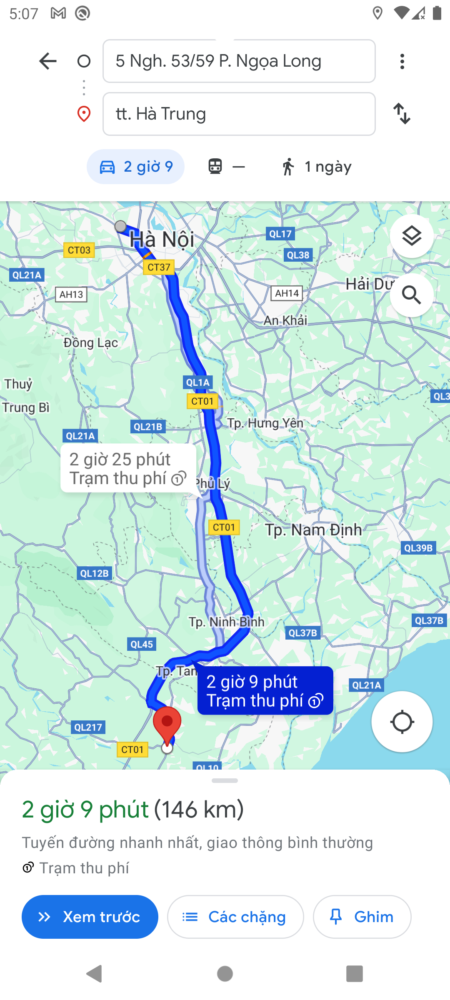 5:07
5 Ngh. 53/59 P. Ngọa Long
tt. Hà Trung
2 giờ 9
—
1 ngày
Hà Nội
QL17
CT03
QL38
CT37
QL21A
Hải Dư
AH13
AH14
An Khải
Đồng Lạc
QL1A
Thuỷ
QL3
CT01
Trung Bì
Tp. Hưng Yên
QL21B
QL21A
2 giờ 25 phút
Trạm thu phí
Phủ Lý
CT01
Tp. Nam Định
QL39B
QL12B
Tp. Ninh Bình
QL37B
QL37B
QL45
Tp. Tam
2 giờ 9 phút
Trạm thu phí
QL21A
QL217
CT01
QL10
2 giờ 9 phút (146 km)
Tuyến đường nhanh nhất, giao thông bình thường
Trạm thu phí
Xem trước
Các chặng
Ghim